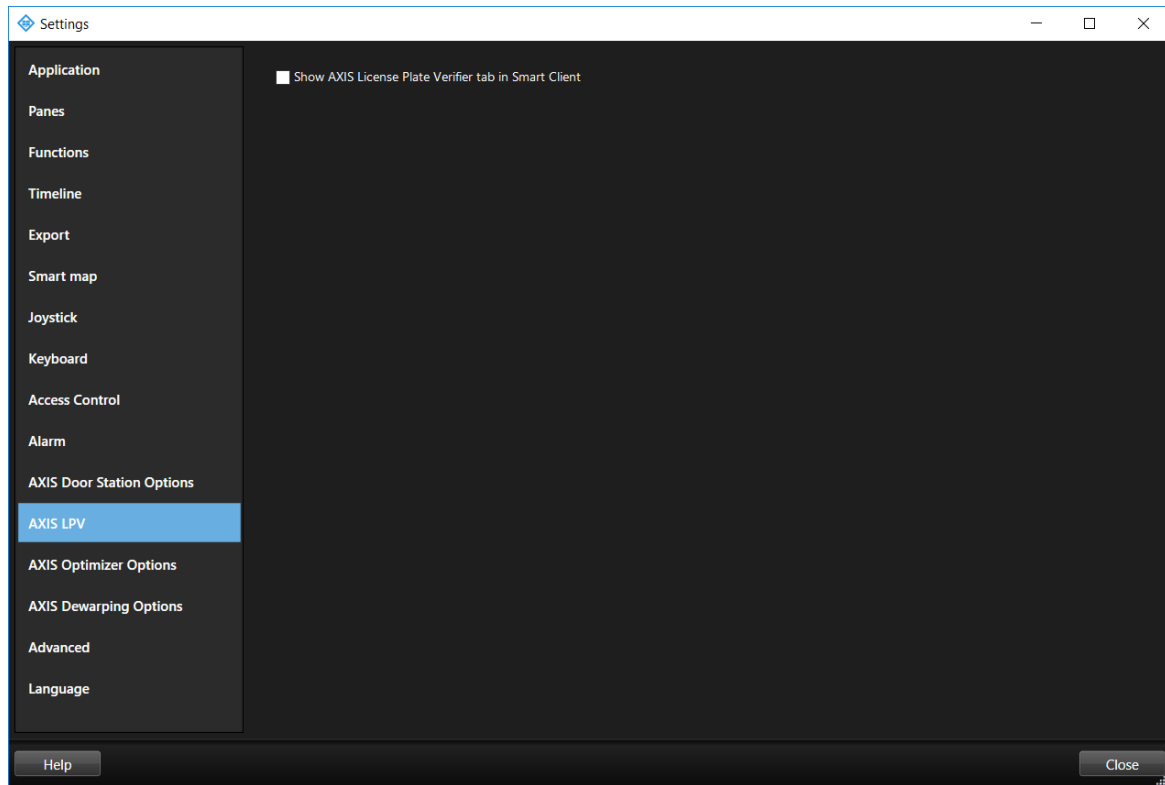 Settings
Application
Show AXIS License Plate Verifier tab in Smart Client
Panes
Functions
Timeline
Export
Smart map
Joystick
Keyboard
Access Control
Alarm
AXIS Door Station Options
AXIS LPV
AXIS Optimizer Options
AXIS Dewarping Options
Advanced
Language
Help
Close